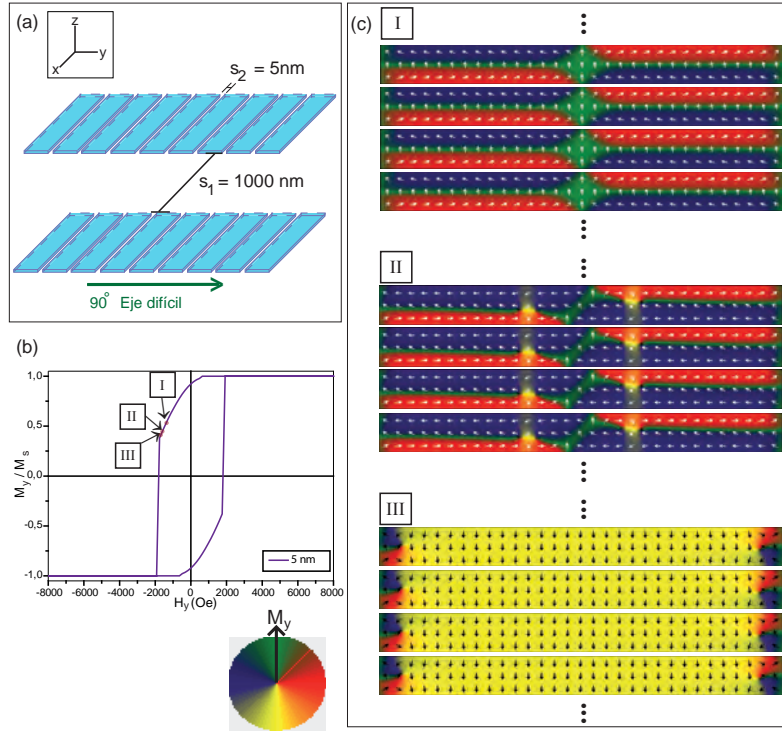 (a)
z
y
x
s2 = 5nm
s1 = 1000 nm
90° Eje difícil
(b)
1,0
0,5
0,0
-0,5
-1,0
My / Ms
I
II
III
5 nm
-8000 -6000 -4000 -2000 0 2000 4000 6000 8000
Hy (Oe)
My
(c)
I
II
III